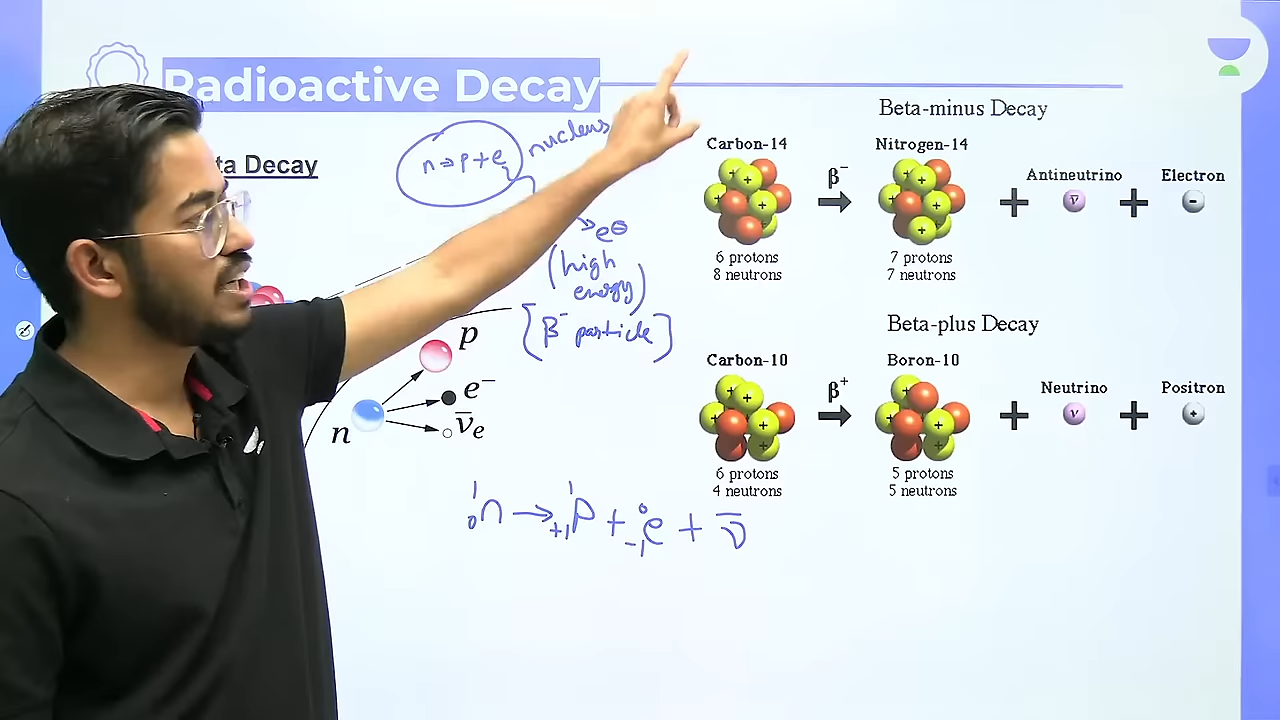 Radioactive Decay
ta Decay
n → p + e
nucleus
→ e⊖
(high
energy)
[β⁻ particle]
n
p
e⁻
ν̄e
¹₀n → ¹₊₁p + ⁰₋₁e + ν̄
Beta-minus Decay
Carbon-14 β⁻ Nitrogen-14 + Antineutrino ν̄ + Electron -
6 protons
8 neutrons
7 protons
7 neutrons
Beta-plus Decay
Carbon-10 β⁺ Boron-10 + Neutrino ν + Positron +
6 protons
4 neutrons
5 protons
5 neutrons